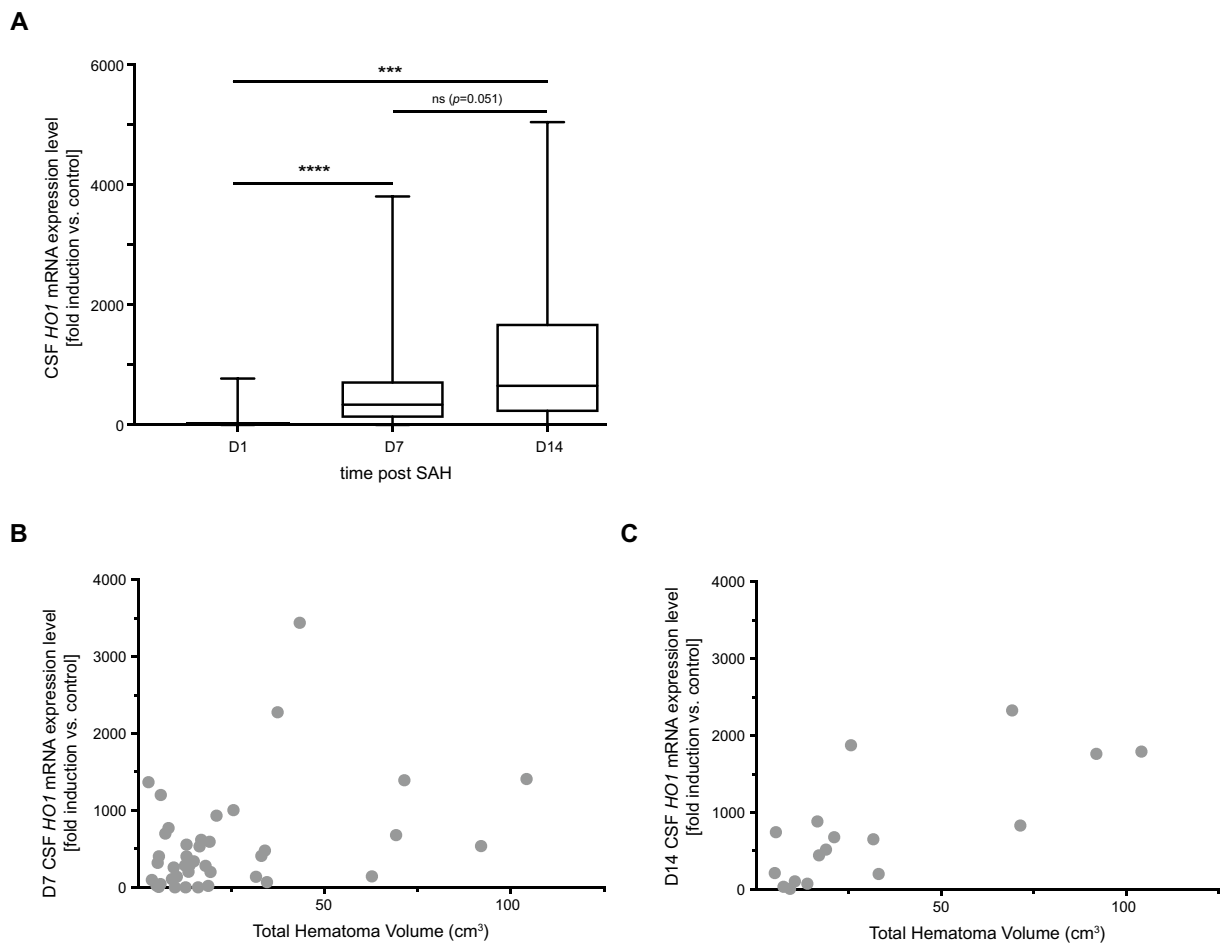 A
6000
4000
2000
0
CSF HO1 mRNA expression level
[fold induction vs. control]
***
ns (p=0.051)
****
D1 D7 D14
time post SAH
B
4000
3000
2000
1000
0
D7 CSF HO1 mRNA expression level
[fold induction vs. control]
50 100
Total Hematoma Volume (cm³)
C
4000
3000
2000
1000
0
D14 CSF HO1 mRNA expression level
[fold induction vs. control]
50 100
Total Hematoma Volume (cm³)